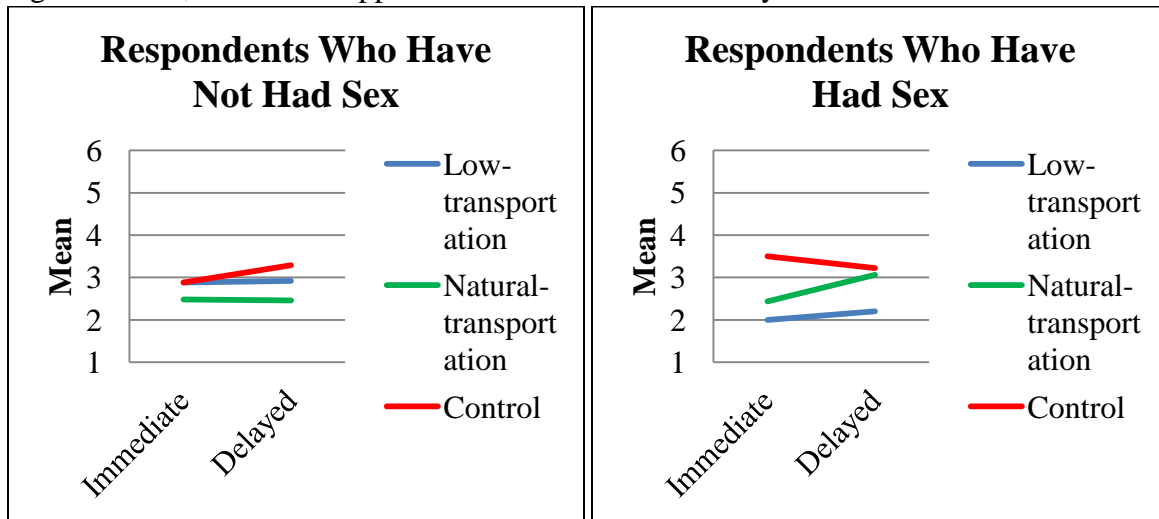 Respondents Who Have
Not Had Sex
6
5
4
3
2
1
Mean
Immediate
Delayed
Low-
transport
ation
Natural-
transport
ation
Control
Respondents Who Have
Had Sex
6
5
4
3
2
1
Mean
Immediate
Delayed
Low-
transport
ation
Natural-
transport
ation
Control